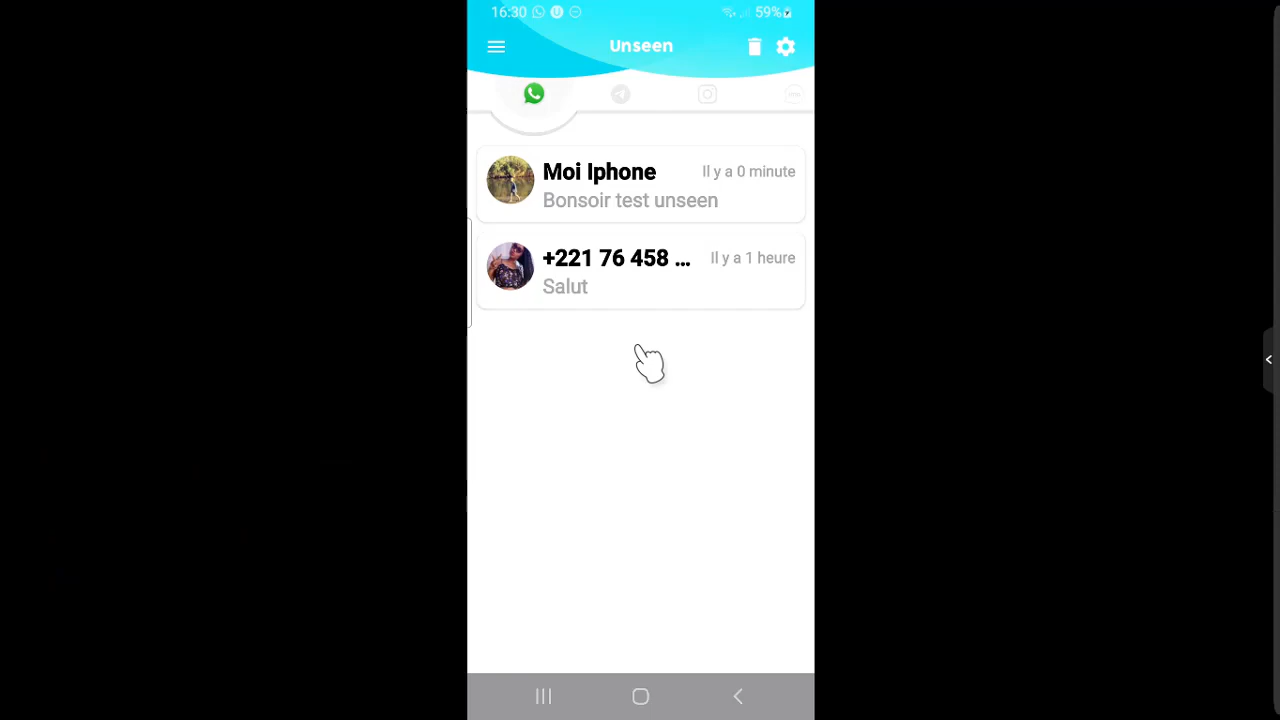 16:30 59%
Unseen
Moi Iphone Il y a 0 minute
Bonsoir test unseen
+221 76 458 ... Il y a 1 heure
Salut